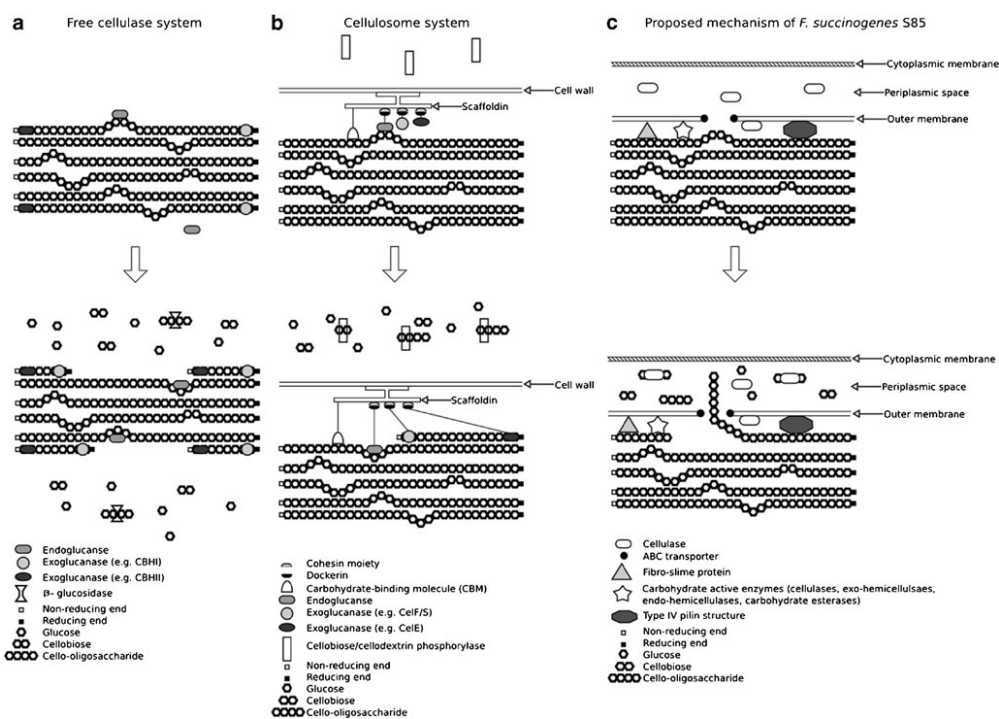 a Free cellulase system
b Cellulosome system
c Proposed mechanism of F. succinogenes S85
Cell wall
Scaffoldin
Cytoplasmic membrane
Periplasmic space
Outer membrane
Cell wall
Scaffoldin
Cytoplasmic membrane
Periplasmic space
Outer membrane
Endoglucanse
Exoglucanase (e.g. CBHI)
Exoglucanase (e.g. CBHII)
β- glucosidase
Non-reducing end
Reducing end
Glucose
Cellobiose
Cello-oligosaccharide
Cohesin moiety
Dockerin
Carbohydrate-binding molecule (CBM)
Endoglucanse
Exoglucanase (e.g. CelF/S)
Exoglucanase (e.g. CelE)
Cellobiose/cellodextrin phosphorylase
Non-reducing end
Reducing end
Glucose
Cellobiose
Cello-oligosaccharide
Cellulase
ABC transporter
Fibro-slime protein
Carbohydrate active enzymes (cellulases, exo-hemicellulsaes,
endo-hemicellulases, carbohydrate esterases)
Type IV pilin structure
Non-reducing end
Reducing end
Glucose
Cellobiose
Cello-oligosaccharide